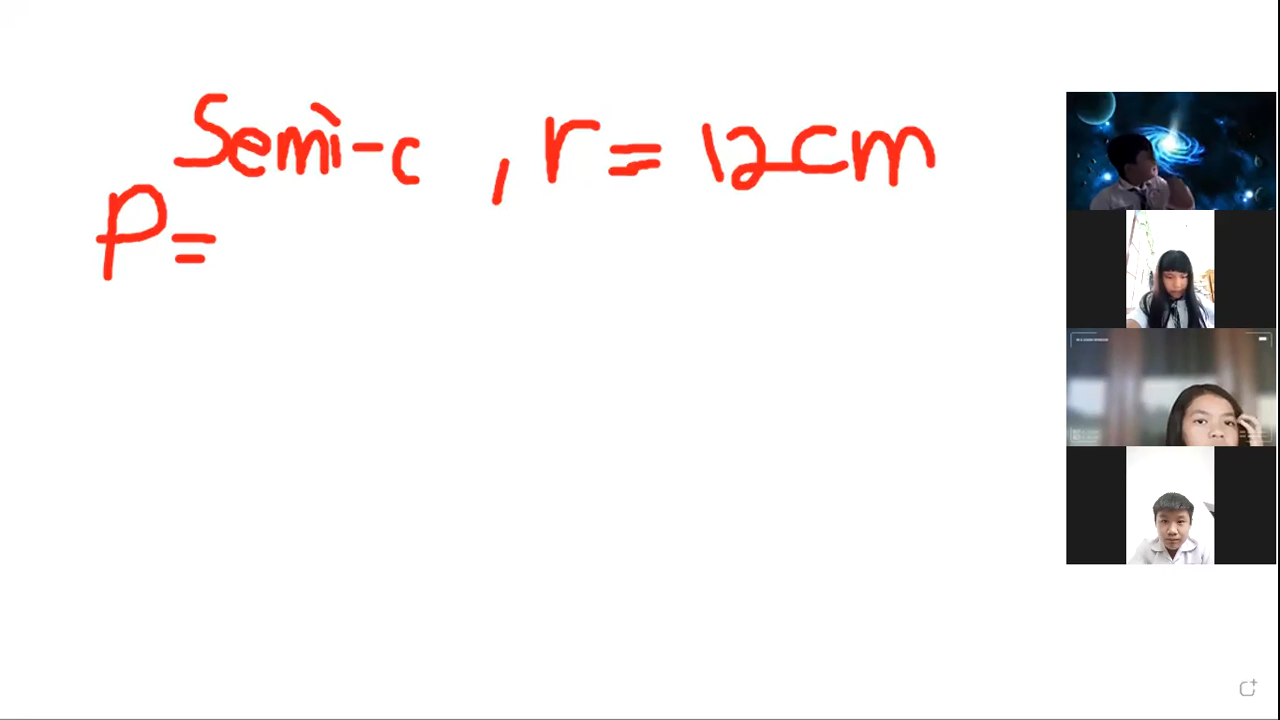 Semi-c , r = 12cm
P =